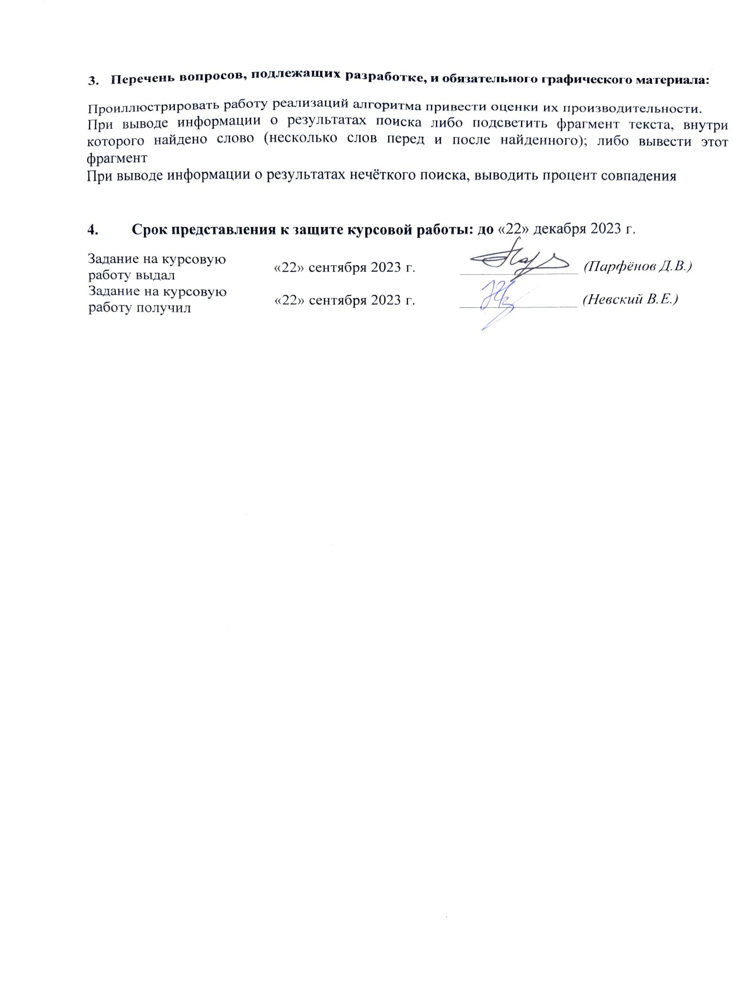 3. Перечень вопросов, подлежащих разработке, и обязательного графического материала:
Проиллюстрировать работу реализаций алгоритма привести оценки их производительности.
При выводе информации о результатах поиска либо подсветить фрагмент текста, внутри
которого найдено слово (несколько слов перед и после найденного); либо вывести этот
фрагмент
При выводе информации о результатах нечёткого поиска, выводить процент совпадения
4. Срок представления к защите курсовой работы: до «22» декабря 2023 г.
Задание на курсовую
работу выдал «22» сентября 2023 г. (Парфёнов Д.В.)
Задание на курсовую
работу получил «22» сентября 2023 г. (Невский В.Е.)